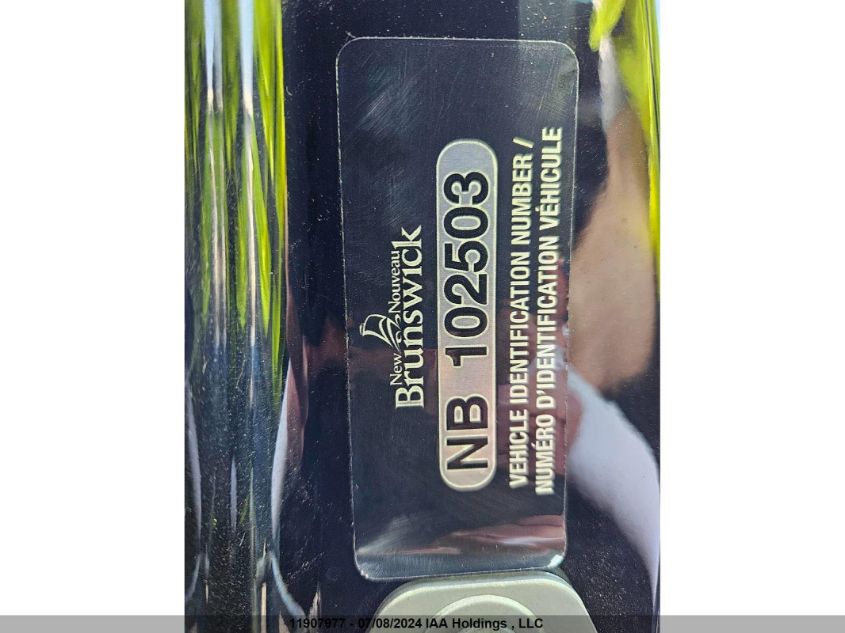 New Nouveau
Brunswick
NB 102503
VEHICLE IDENTIFICATION NUMBER /
NUMÉRO D'IDENTIFICATION VÉHICULE
11907977 - 07/08/2024 IAA Holdings , LLC